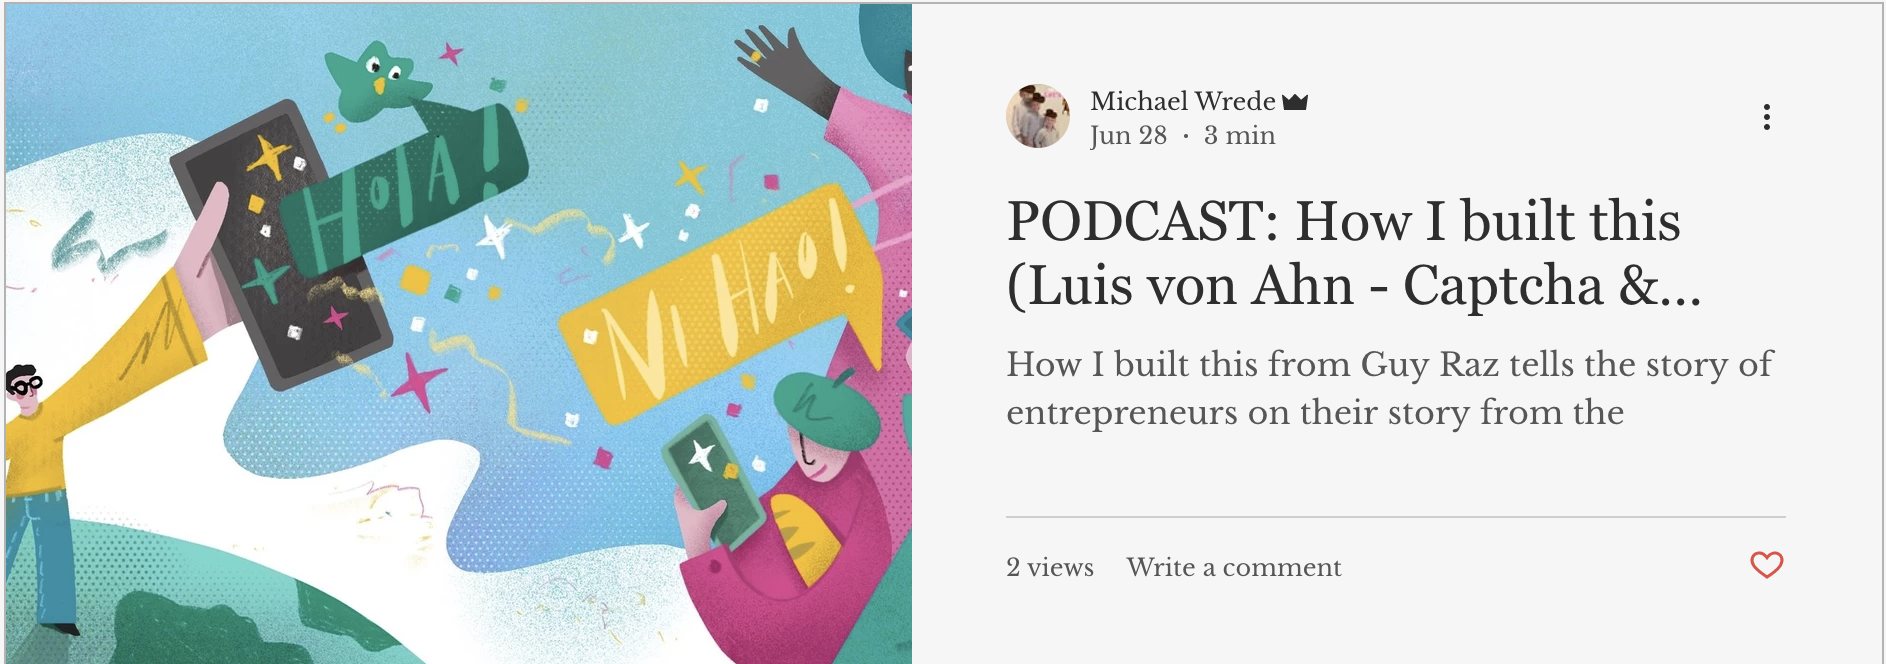 HOlA!
Ni HAO!
Michael Wrede
Jun 28 · 3 min
PODCAST: How I built this
(Luis von Ahn - Captcha &...
How I built this from Guy Raz tells the story of
entrepreneurs on their story from the
2 views Write a comment